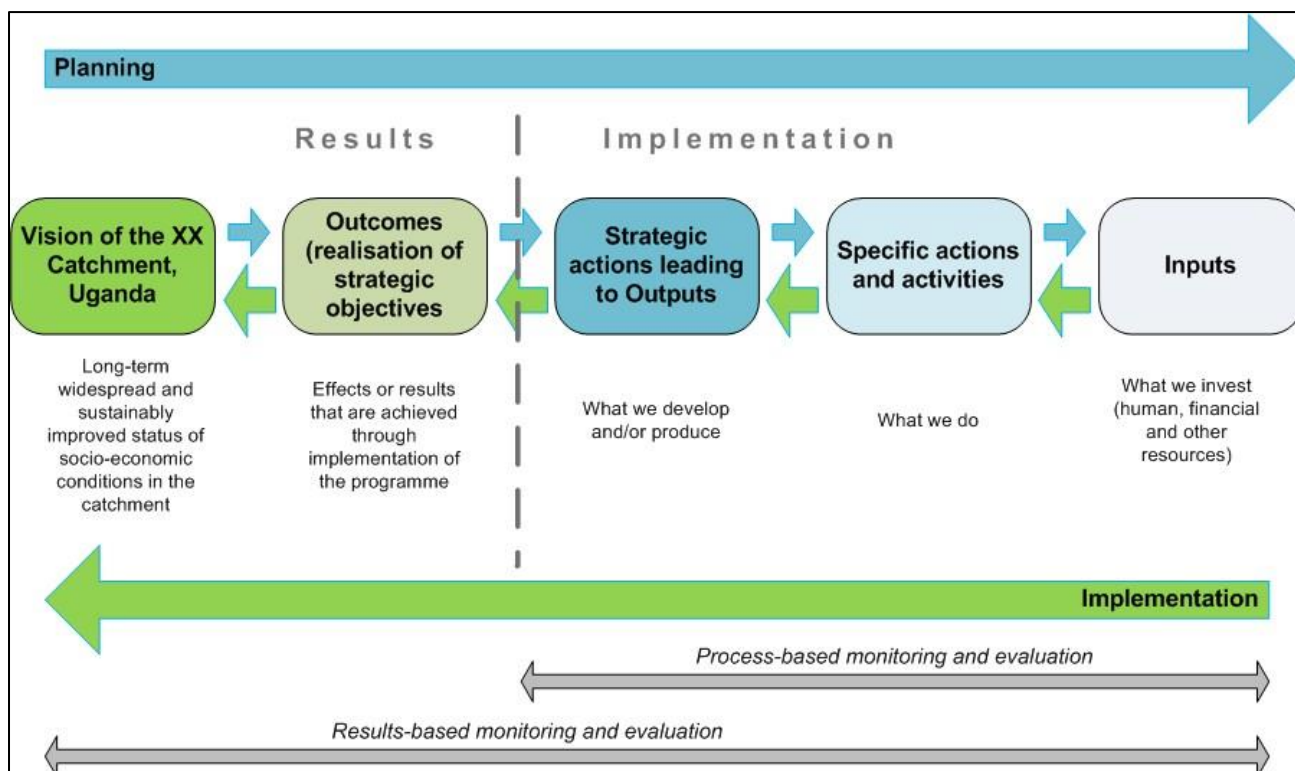 Planning
Results
Implementation
Vision of the XX
Catchment,
Uganda
Outcomes
(realisation of
strategic
objectives
Strategic
actions leading
to Outputs
Specific actions
and activities
Inputs
Long-term
widespread and
sustainably
improved status of
socio-economic
conditions in the
catchment
Effects or results
that are achieved
through
implementation of
the programme
What we develop
and/or produce
What we do
What we invest
(human, financial
and other
resources)
Implementation
Process-based monitoring and evaluation
Results-based monitoring and evaluation